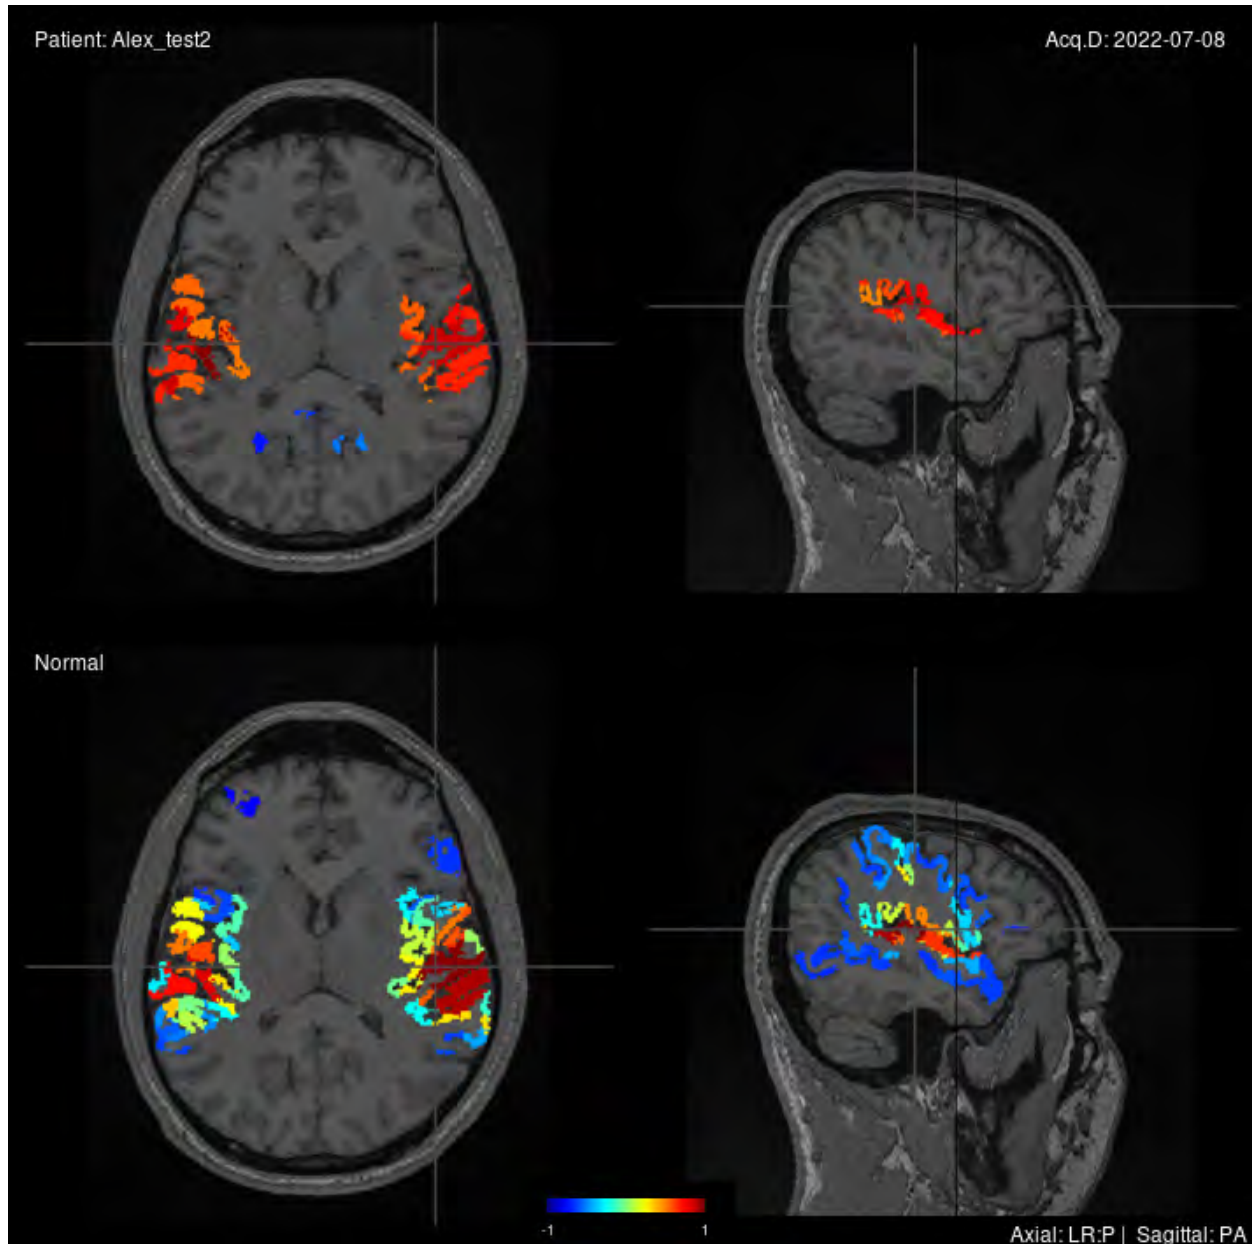 Patient: Alex_test2
Acq.D: 2022-07-08
Normal
-1
1
Axial: LR:P | Sagittal: PA